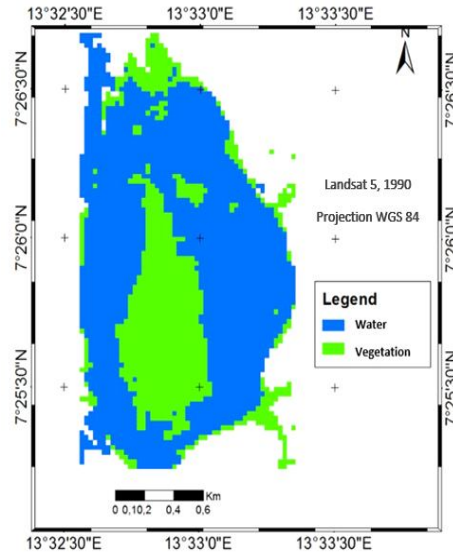 13°32'30"E 13°33'0"E 13°33'30"E
7°26'30"N
7°26'30"N
N
Landsat 5, 1990
Projection WGS 84
7°26'0"N
7°26'0"N
Legend
Water
Vegetation
7°25'30"N
7°25'30"N
Km
0 0,10,2 0,4 0,6
13°32'30"E 13°33'0"E 13°33'30"E